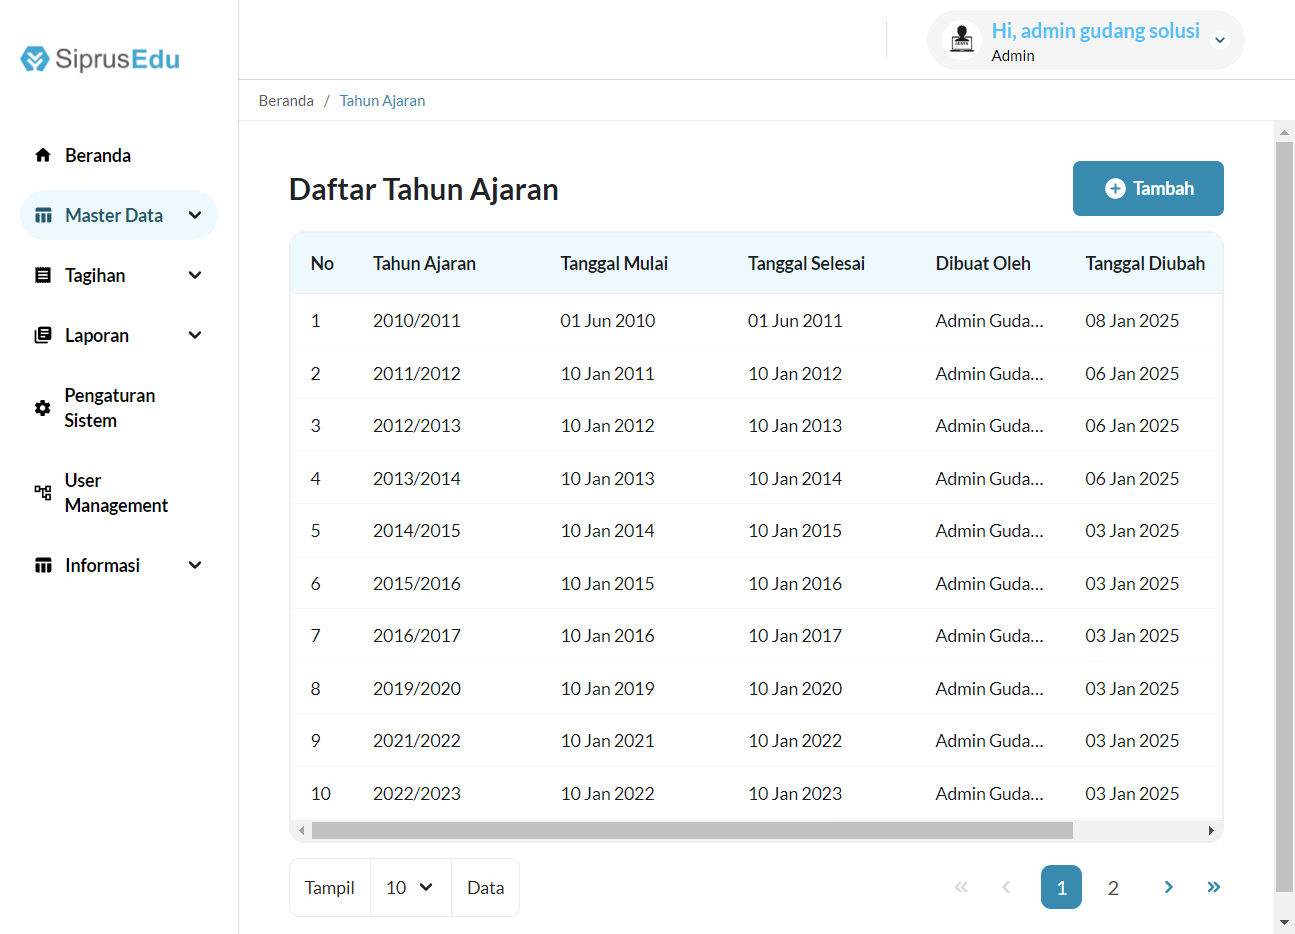 SiprusEdu
Hi, admin gudang solusi
Admin
Beranda / Tahun Ajaran
Beranda
Master Data
Tagihan
Laporan
Pengaturan
Sistem
User
Management
Informasi
Daftar Tahun Ajaran
Tambah
No Tahun Ajaran Tanggal Mulai Tanggal Selesai Dibuat Oleh Tanggal Diubah
1 2010/2011 01 Jun 2010 01 Jun 2011 Admin Guda... 08 Jan 2025
2 2011/2012 10 Jan 2011 10 Jan 2012 Admin Guda... 06 Jan 2025
3 2012/2013 10 Jan 2012 10 Jan 2013 Admin Guda... 06 Jan 2025
4 2013/2014 10 Jan 2013 10 Jan 2014 Admin Guda... 06 Jan 2025
5 2014/2015 10 Jan 2014 10 Jan 2015 Admin Guda... 03 Jan 2025
6 2015/2016 10 Jan 2015 10 Jan 2016 Admin Guda... 03 Jan 2025
7 2016/2017 10 Jan 2016 10 Jan 2017 Admin Guda... 03 Jan 2025
8 2019/2020 10 Jan 2019 10 Jan 2020 Admin Guda... 03 Jan 2025
9 2021/2022 10 Jan 2021 10 Jan 2022 Admin Guda... 03 Jan 2025
10 2022/2023 10 Jan 2022 10 Jan 2023 Admin Guda... 03 Jan 2025
Tampil 10 Data
« ‹ 1 2 › »